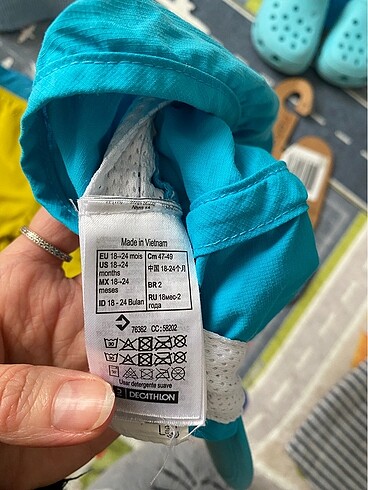 Made in Vietnam
EU 18→24 mois
US 18→24
months
MX 18→24
meses
ID 18 - 24 Bulan
Cm 47-49
中国 18-24个月
BR 2
RU 18мес-2
года
76362 CC: 58202
Usar detergente suave
DECATHLON